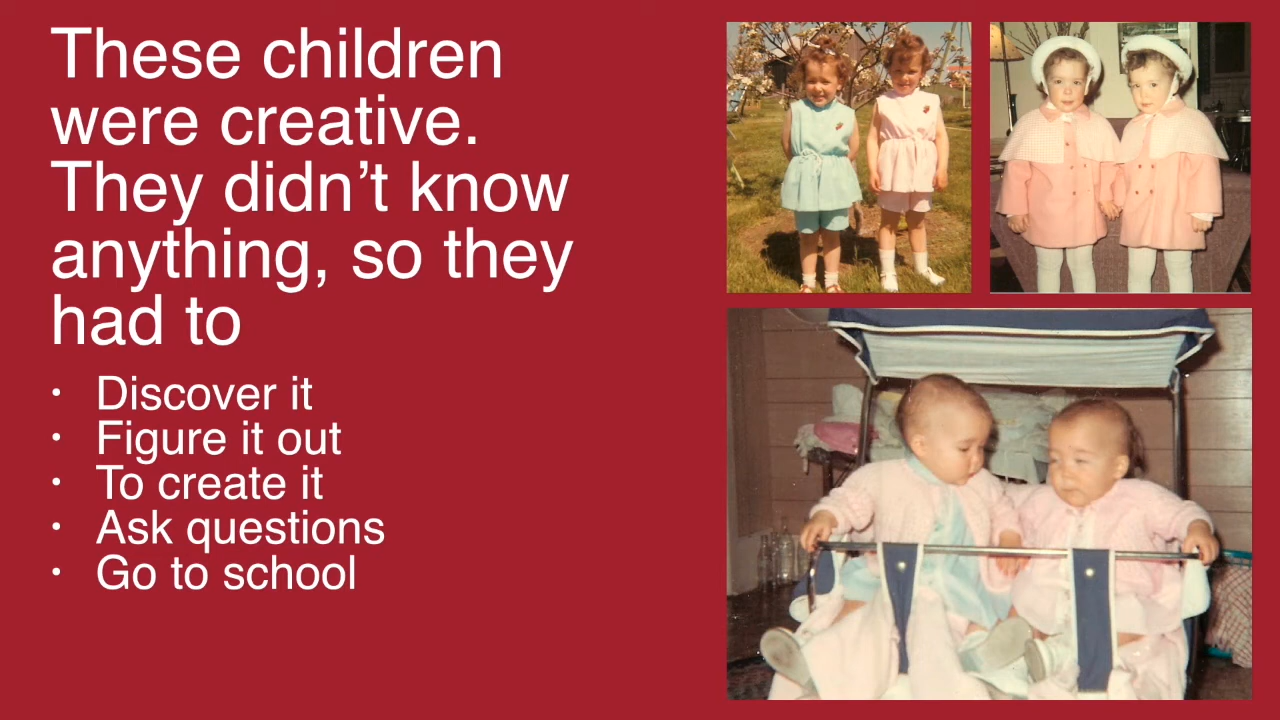 These children
were creative.
They didn’t know
anything, so they
had to
• Discover it
• Figure it out
• To create it
• Ask questions
• Go to school